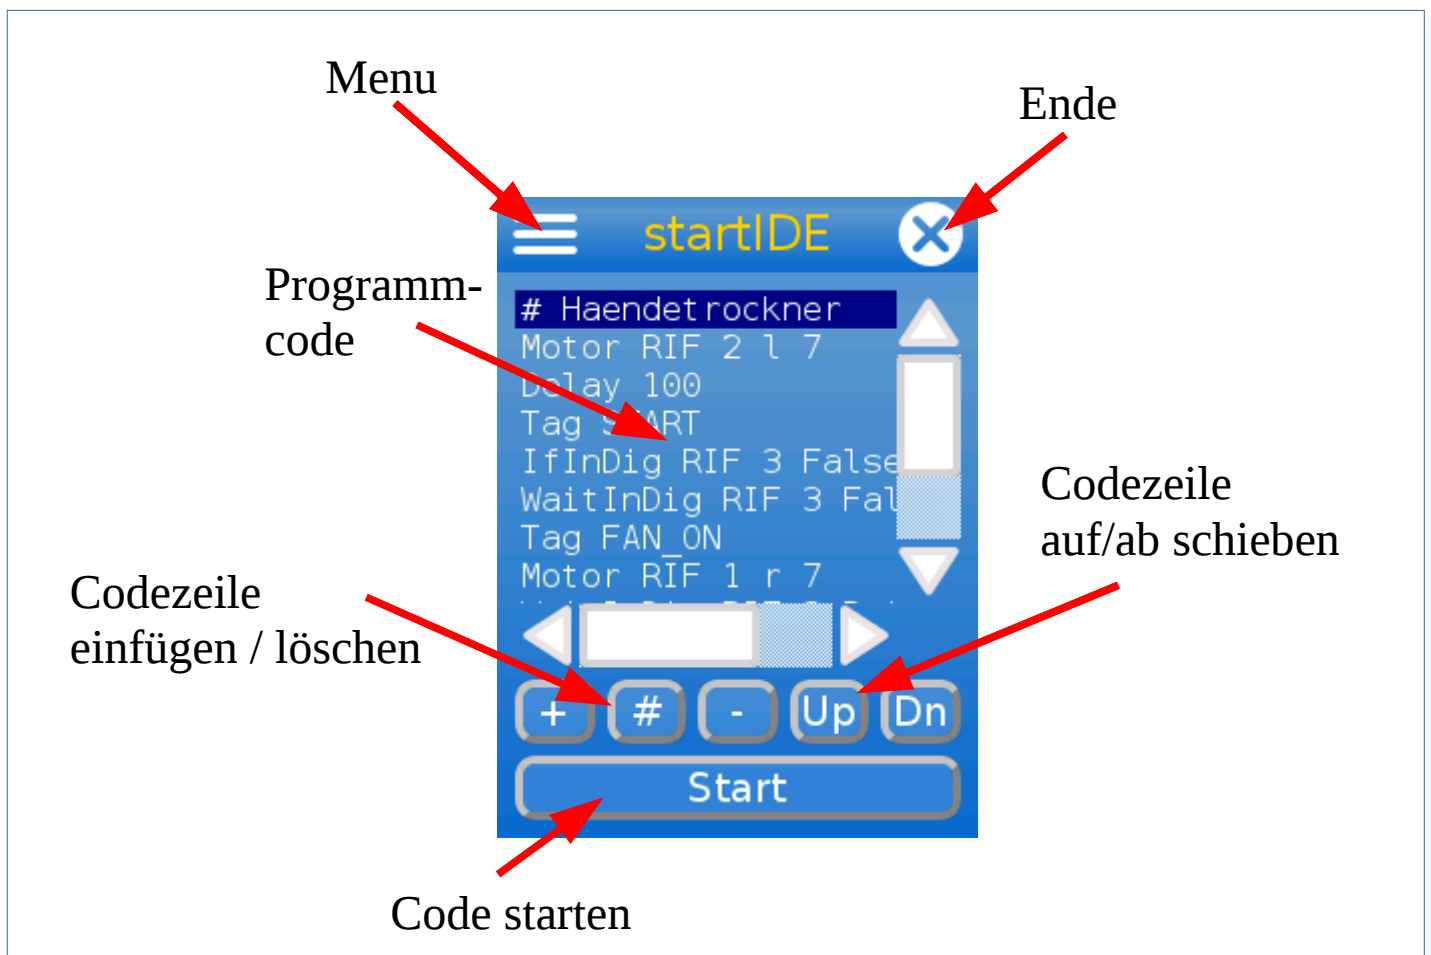 Menu
Ende
startIDE
Programm-
code
# Haendetrockner
Motor RIF 2 l 7
Delay 100
Tag START
IfInDig RIF 3 False
WaitInDig RIF 3 Fal
Tag FAN_ON
Motor RIF 1 r 7
Codezeile
auf/ab schieben
Codezeile
einfügen / löschen
+ # - Up Dn
Start
Code starten